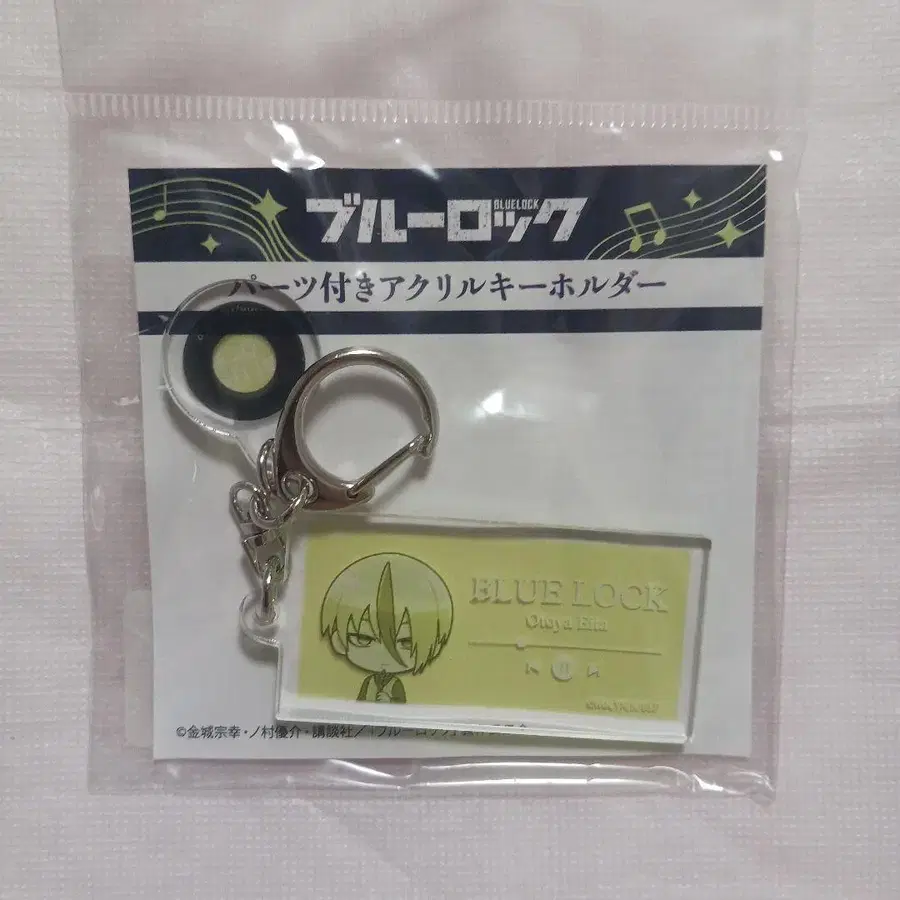 ブルーロック
BLUELOCK
パーツ付きアクリルキーホルダー
BLUE LOCK
Otoya Eita
©金城宗幸・ノ村優介・講談社／